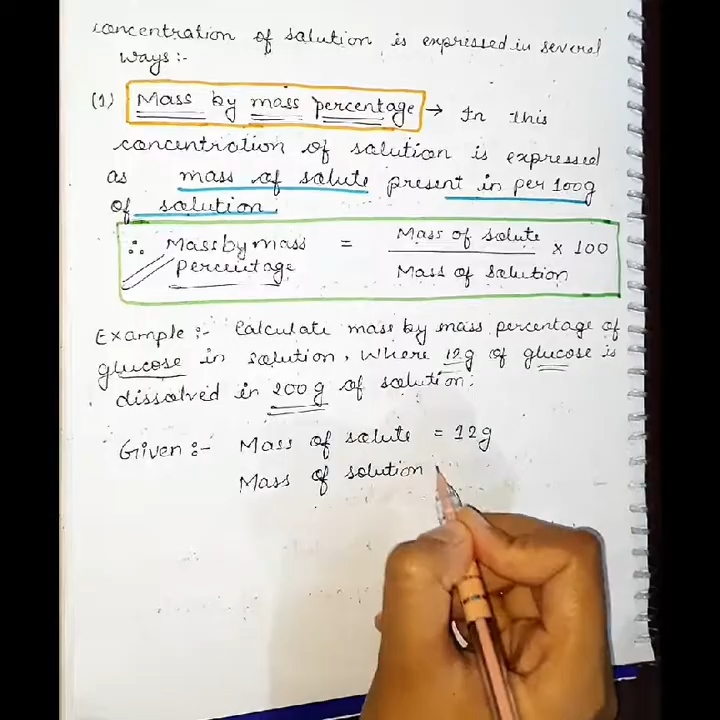 concentration of solution is expressed in several
ways :-
(1) Mass by mass percentage → In this
concentration of solution is expressed
as mass of solute present in per 100g
of solution.
∴ Mass by mass percentage = Mass of solute / Mass of solution × 100
Example :- Calculate mass by mass percentage of
glucose in solution, where 12g of glucose is
dissolved in 200 g of solution.
Given :- Mass of solute = 12g
Mass of solution